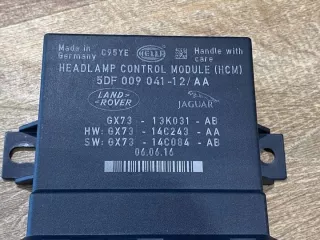 Made in Germany
C95YE
HELLA
Handle with care
HEADLAMP CONTROL MODULE (HCM)
5DF 009 041-12/AA
LAND ROVER
JAGUAR
GX73 - 13K031 - AB
HW: GX73 - 14C243 - AA
SW: GX73 - 14C084 - AB
06.06.16